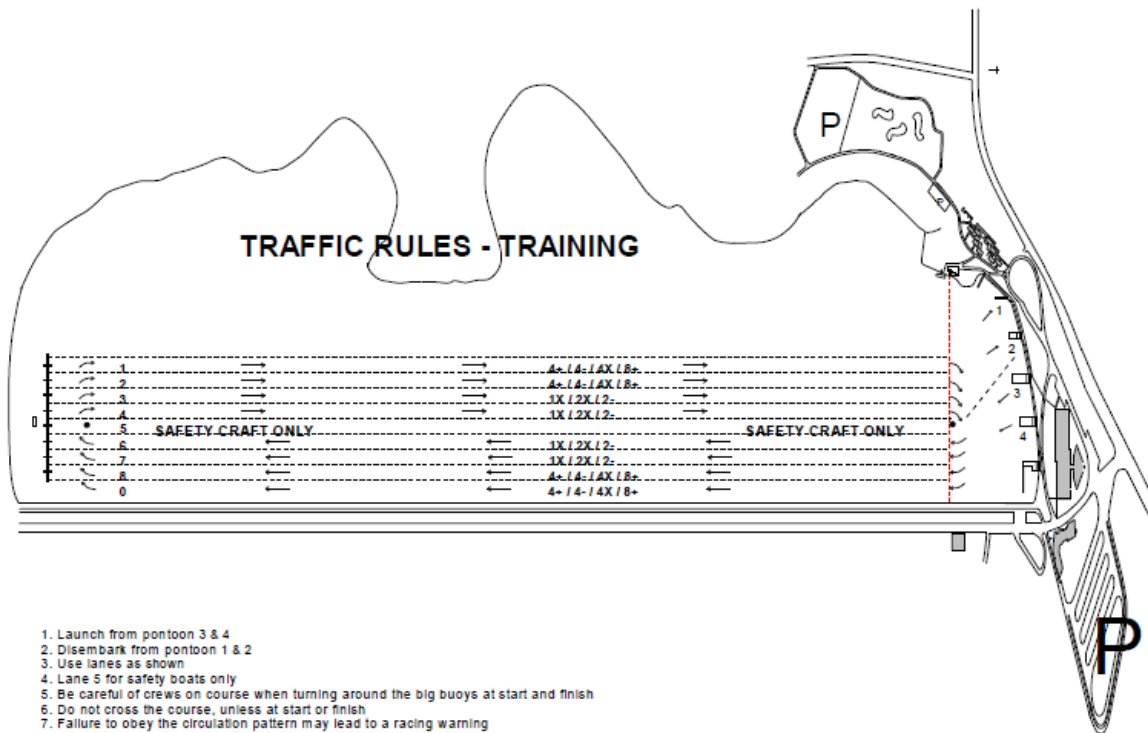 P
P
TRAFFIC RULES - TRAINING
1
2
3
4
1 4+ / 4- / 4X / 8+
2 4+ / 4- / 4X / 8+
3 1X / 2X / 2-
4 1X / 2X / 2-
5 SAFETY CRAFT ONLY SAFETY CRAFT ONLY
6 1X / 2X / 2-
7 1X / 2X / 2-
8 4+ / 4- / 4X / 8+
0 4+ / 4- / 4X / 8+
P
1. Launch from pontoon 3 & 4
2. Disembark from pontoon 1 & 2
3. Use lanes as shown
4. Lane 5 for safety boats only
5. Be careful of crews on course when turning around the big buoys at start and finish
6. Do not cross the course, unless at start or finish
7. Failure to obey the circulation pattern may lead to a racing warning